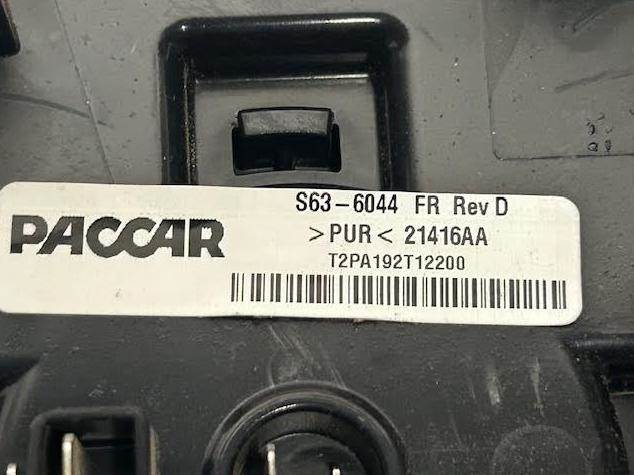 PACCAR
S63-6044 FR Rev D
>PUR< 21416AA
T2PA192T12200